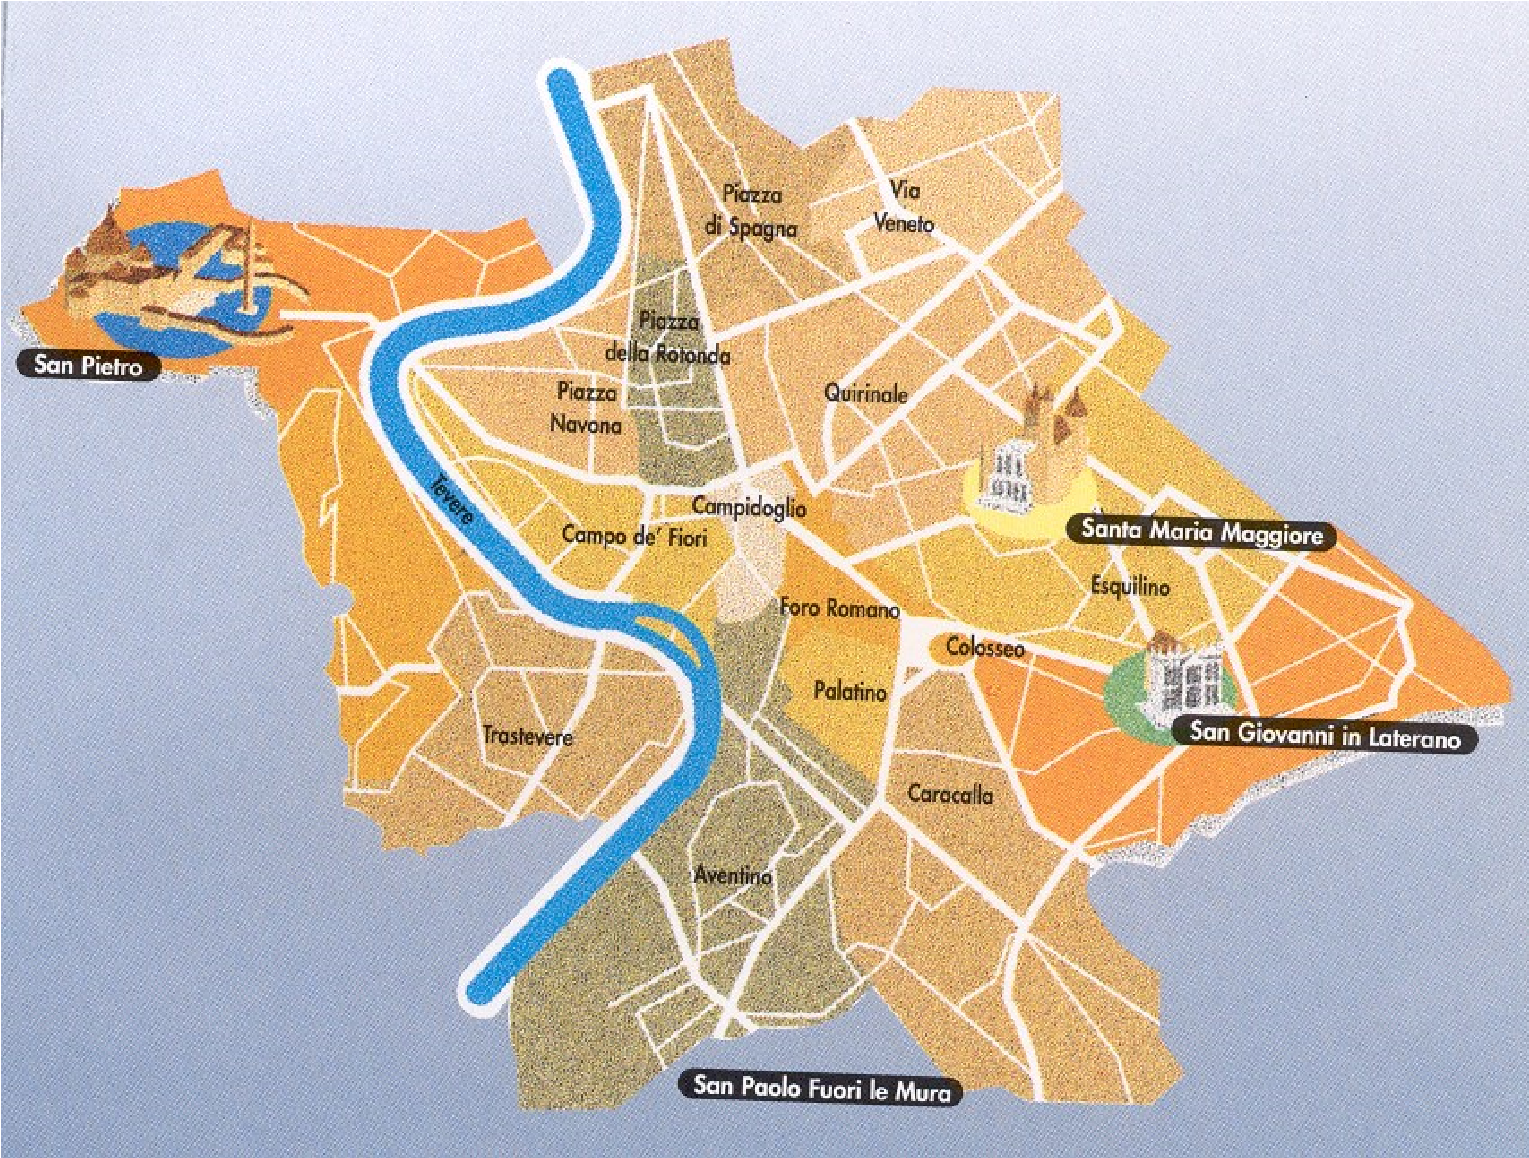 Piazza
di Spagna
Via
Veneto
Piazza
della Rotonda
San Pietro
Piazza
Navona
Quirinale
Tevere
Campidoglio
Campo de' Fiori
Santa Maria Maggiore
Esquilino
Foro Romano
Colosseo
Palatino
Trastevere
San Giovanni in Laterano
Caracalla
Aventino
San Paolo Fuori le Mura